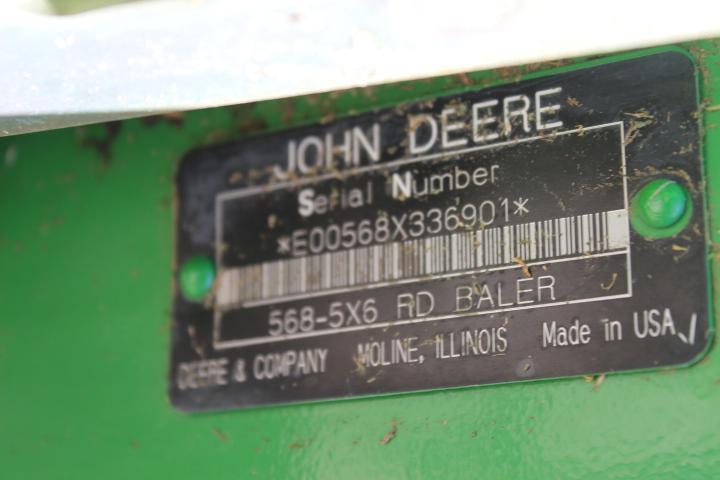 JOHN DEERE
Serial Number
*E00568X336901*
568-5X6 RD BALER
DEERE & COMPANY MOLINE, ILLINOIS Made in USA